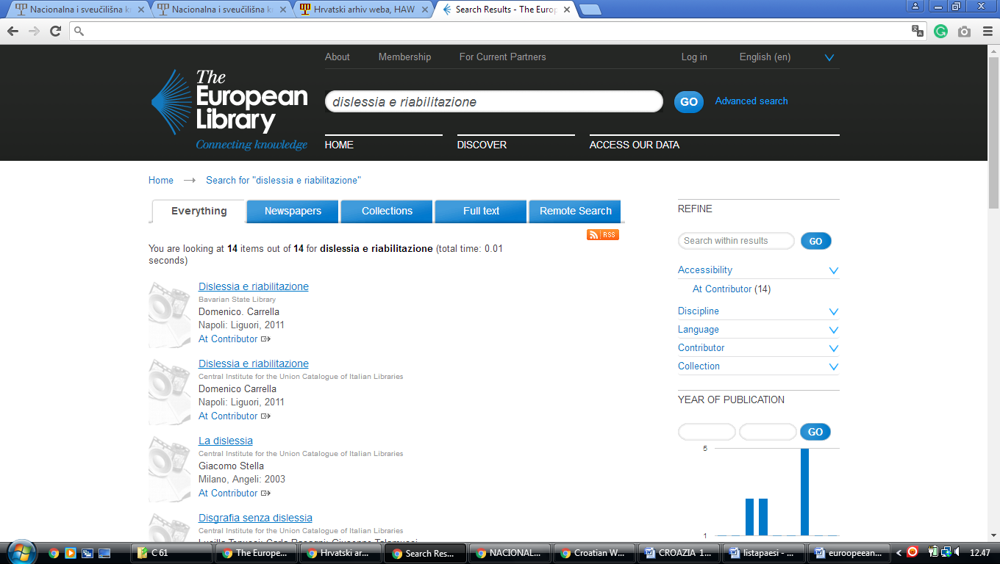 Nacionalna i sveučilišna k
Nacionalna i sveučilišna k
Hrvatski arhiv weba, HAW
Search Results - The Europ
About
Membership
For Current Partners
Log in
English (en)
The
European
Library
Connecting knowledge
dislessia e riabilitazione
GO
Advanced search
HOME
DISCOVER
ACCESS OUR DATA
Home
Search for "dislessia e riabilitazione"
Everything
Newspapers
Collections
Full text
Remote Search
RSS
You are looking at 14 items out of 14 for dislessia e riabilitazione (total time: 0.01
seconds)
Dislessia e riabilitazione
Bavarian State Library
Domenico. Carrella
Napoli: Liguori, 2011
At Contributor
Dislessia e riabilitazione
Central Institute for the Union Catalogue of Italian Libraries
Domenico Carrella
Napoli: Liguori, 2011
At Contributor
La dislessia
Central Institute for the Union Catalogue of Italian Libraries
Giacomo Stella
Milano, Angeli: 2003
At Contributor
Disgrafia senza dislessia
Central Institute for the Union Catalogue of Italian Libraries
REFINE
Search within results
GO
Accessibility
At Contributor (14)
Discipline
Language
Contributor
Collection
YEAR OF PUBLICATION
GO
5
1
C 61
The Europe...
Hrvatski ar...
Search Res...
NACIONAL...
Croatian W...
CROAZIA 1...
listapaesi - ...
euroopeean...
12.47